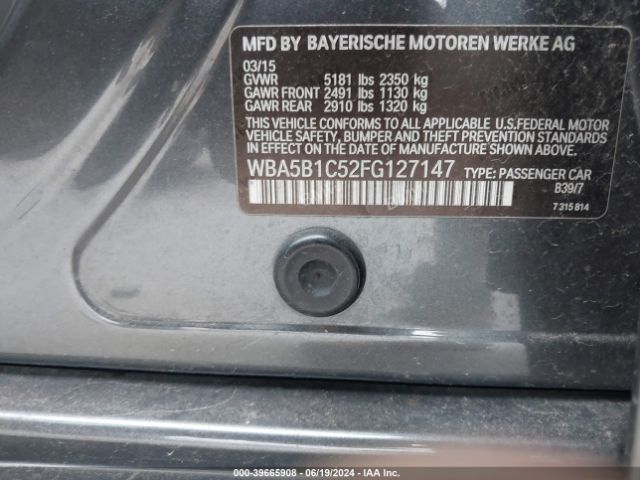 MFD BY BAYERISCHE MOTOREN WERKE AG
03/15
GVWR 5181 lbs 2350 kg
GAWR FRONT 2491 lbs 1130 kg
GAWR REAR 2910 lbs 1320 kg
THIS VEHICLE CONFORMS TO ALL APPLICABLE U.S.FEDERAL MOTOR
VEHICLE SAFETY, BUMPER, AND THEFT PREVENTION STANDARDS
IN EFFECT ON THE DATE OF MANUFACTURE SHOWN ABOVE.
WBA5B1C52FG127147 TYPE: PASSENGER CAR
B39/7
7 315 814
000-39665908 - 06/19/2024 - IAA Inc.